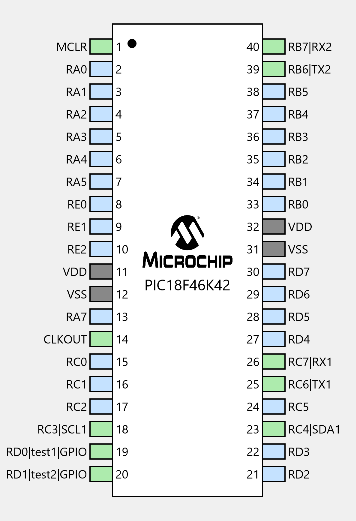 MCLR 1 40 RB7|RX2
RA0 2 39 RB6|TX2
RA1 3 38 RB5
RA2 4 37 RB4
RA3 5 36 RB3
RA4 6 35 RB2
RA5 7 34 RB1
RE0 8 33 RB0
RE1 9 32 VDD
RE2 10 31 VSS
MICROCHIP
VDD 11 30 RD7
PIC18F46K42
VSS 12 29 RD6
RA7 13 28 RD5
CLKOUT 14 27 RD4
RC0 15 26 RC7|RX1
RC1 16 25 RC6|TX1
RC2 17 24 RC5
RC3|SCL1 18 23 RC4|SDA1
RD0|test1|GPIO 19 22 RD3
RD1|test2|GPIO 20 21 RD2